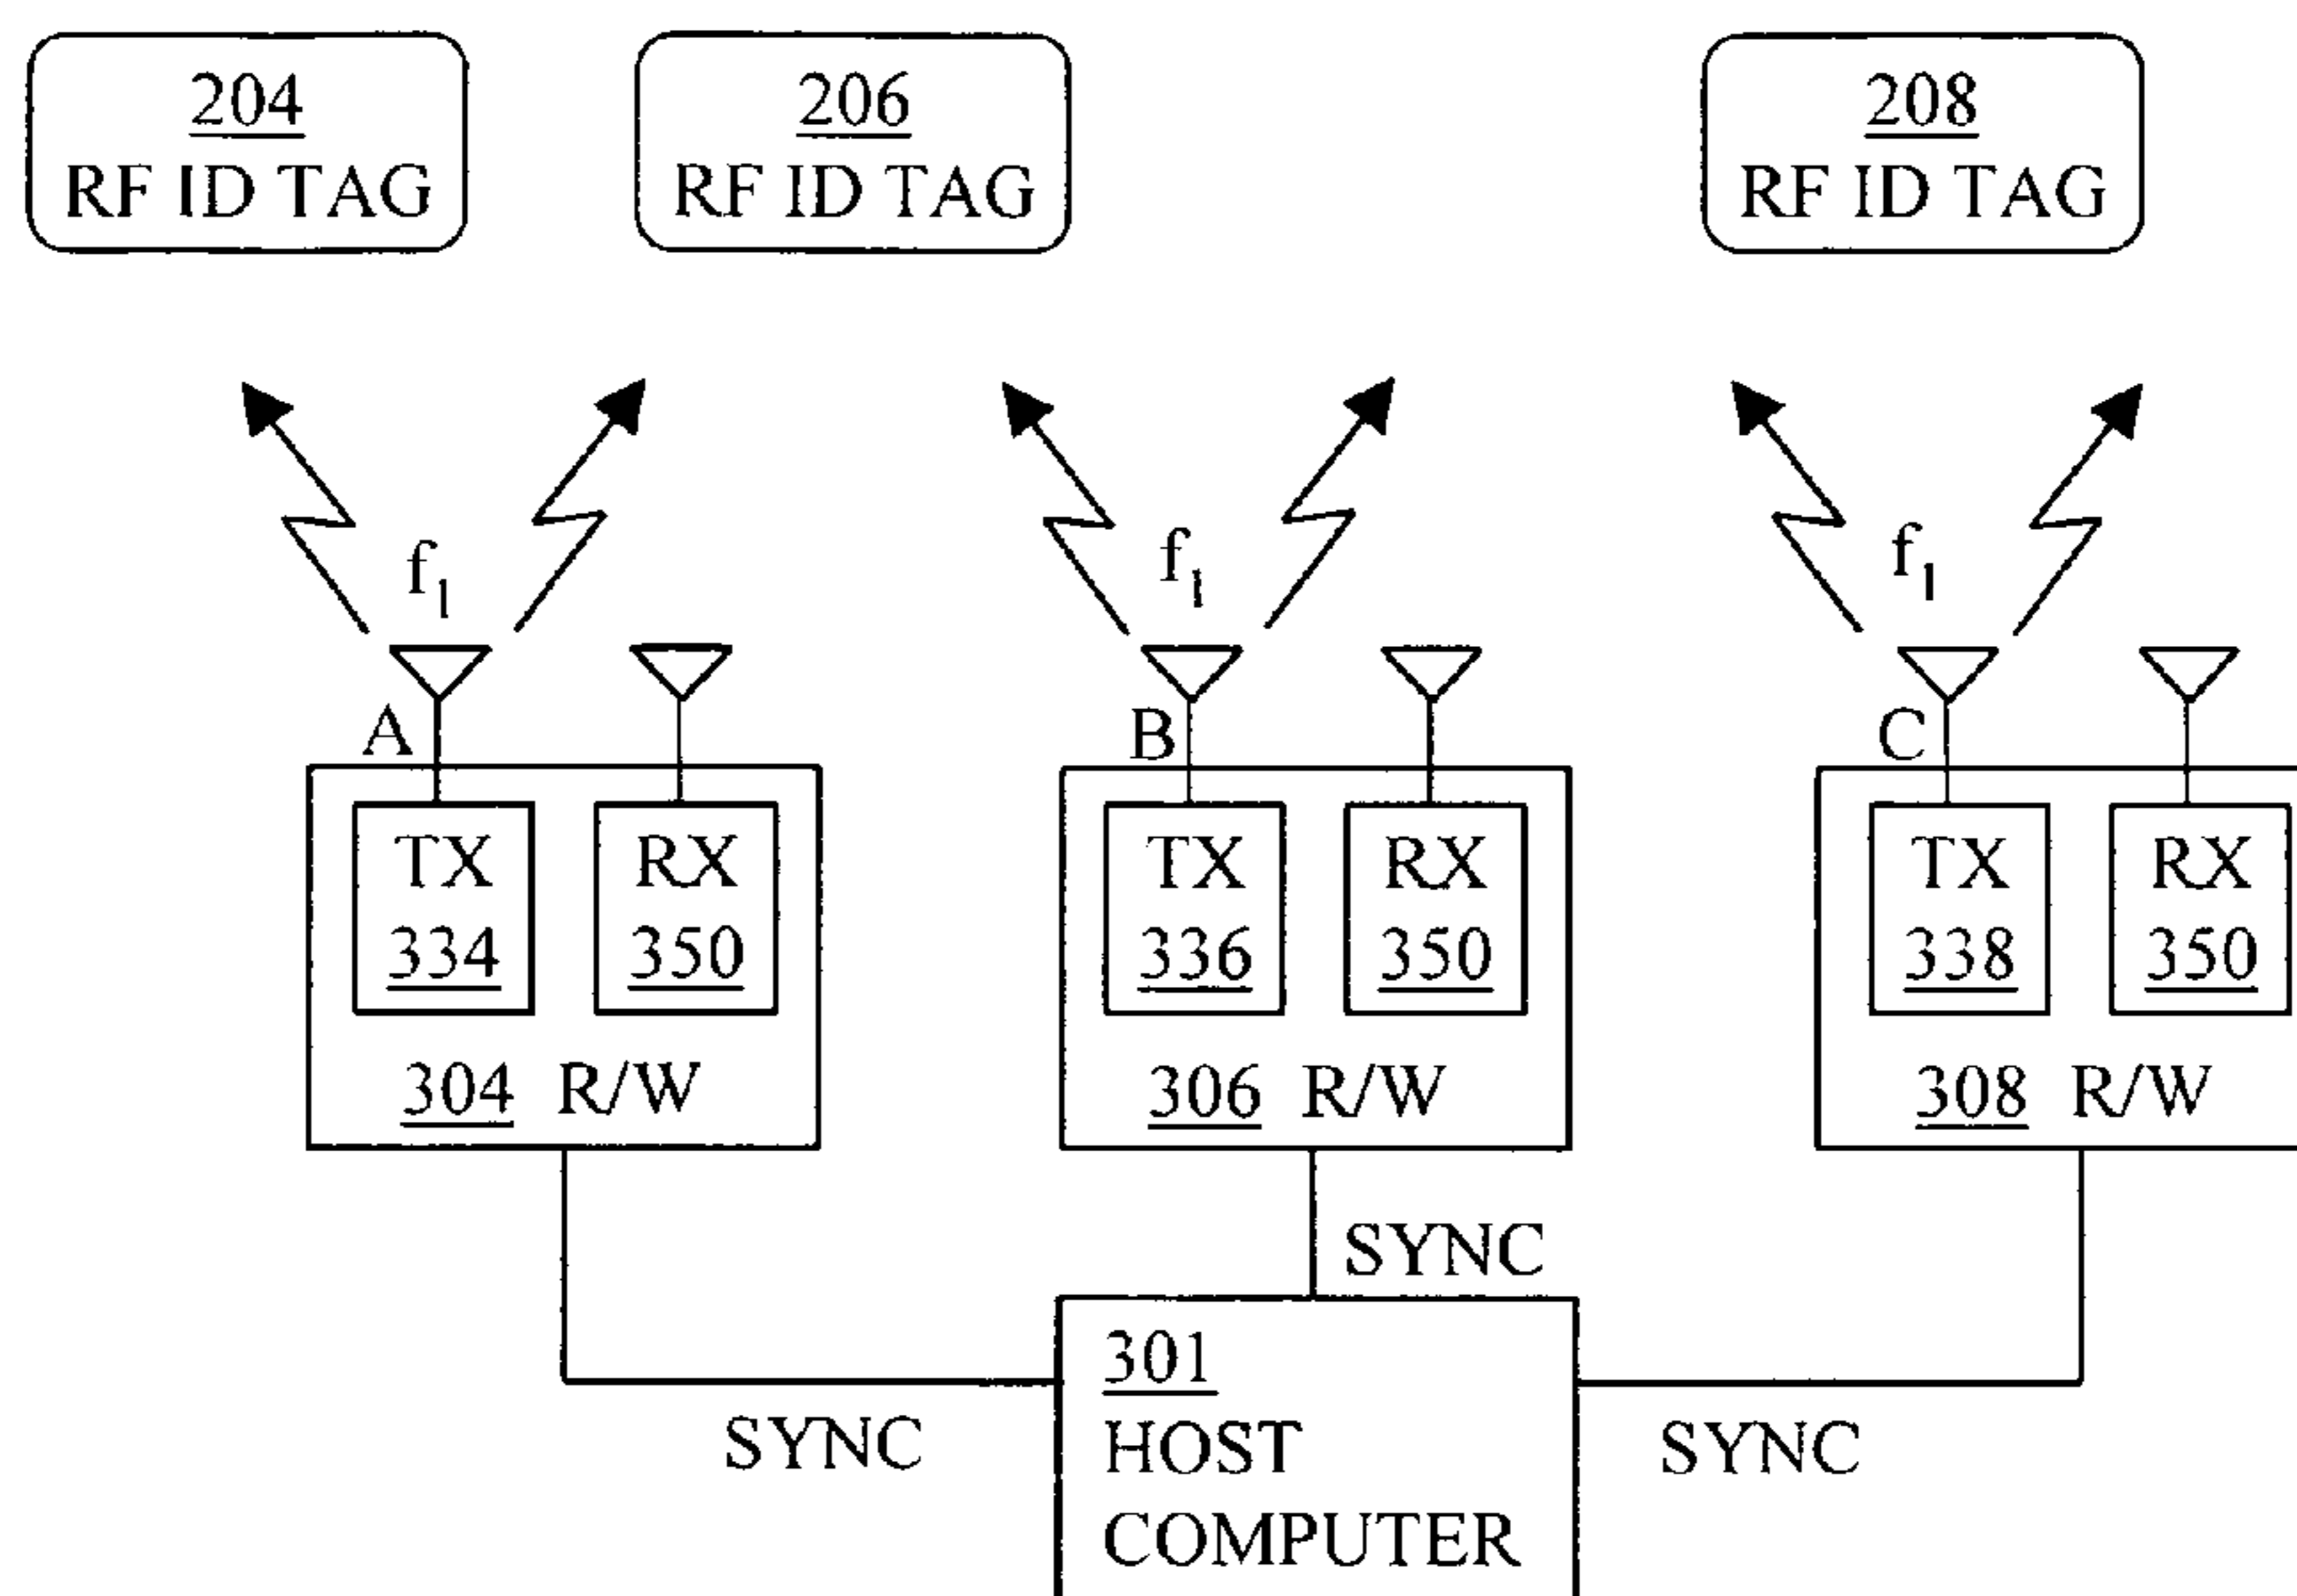 204
RF ID TAG
206
RF ID TAG
208
RF ID TAG
f1
f1
f1
A
B
C
TX
334
RX
350
304 R/W
TX
336
RX
350
306 R/W
TX
338
RX
350
308 R/W
SYNC
SYNC
SYNC
301
HOST
COMPUTER